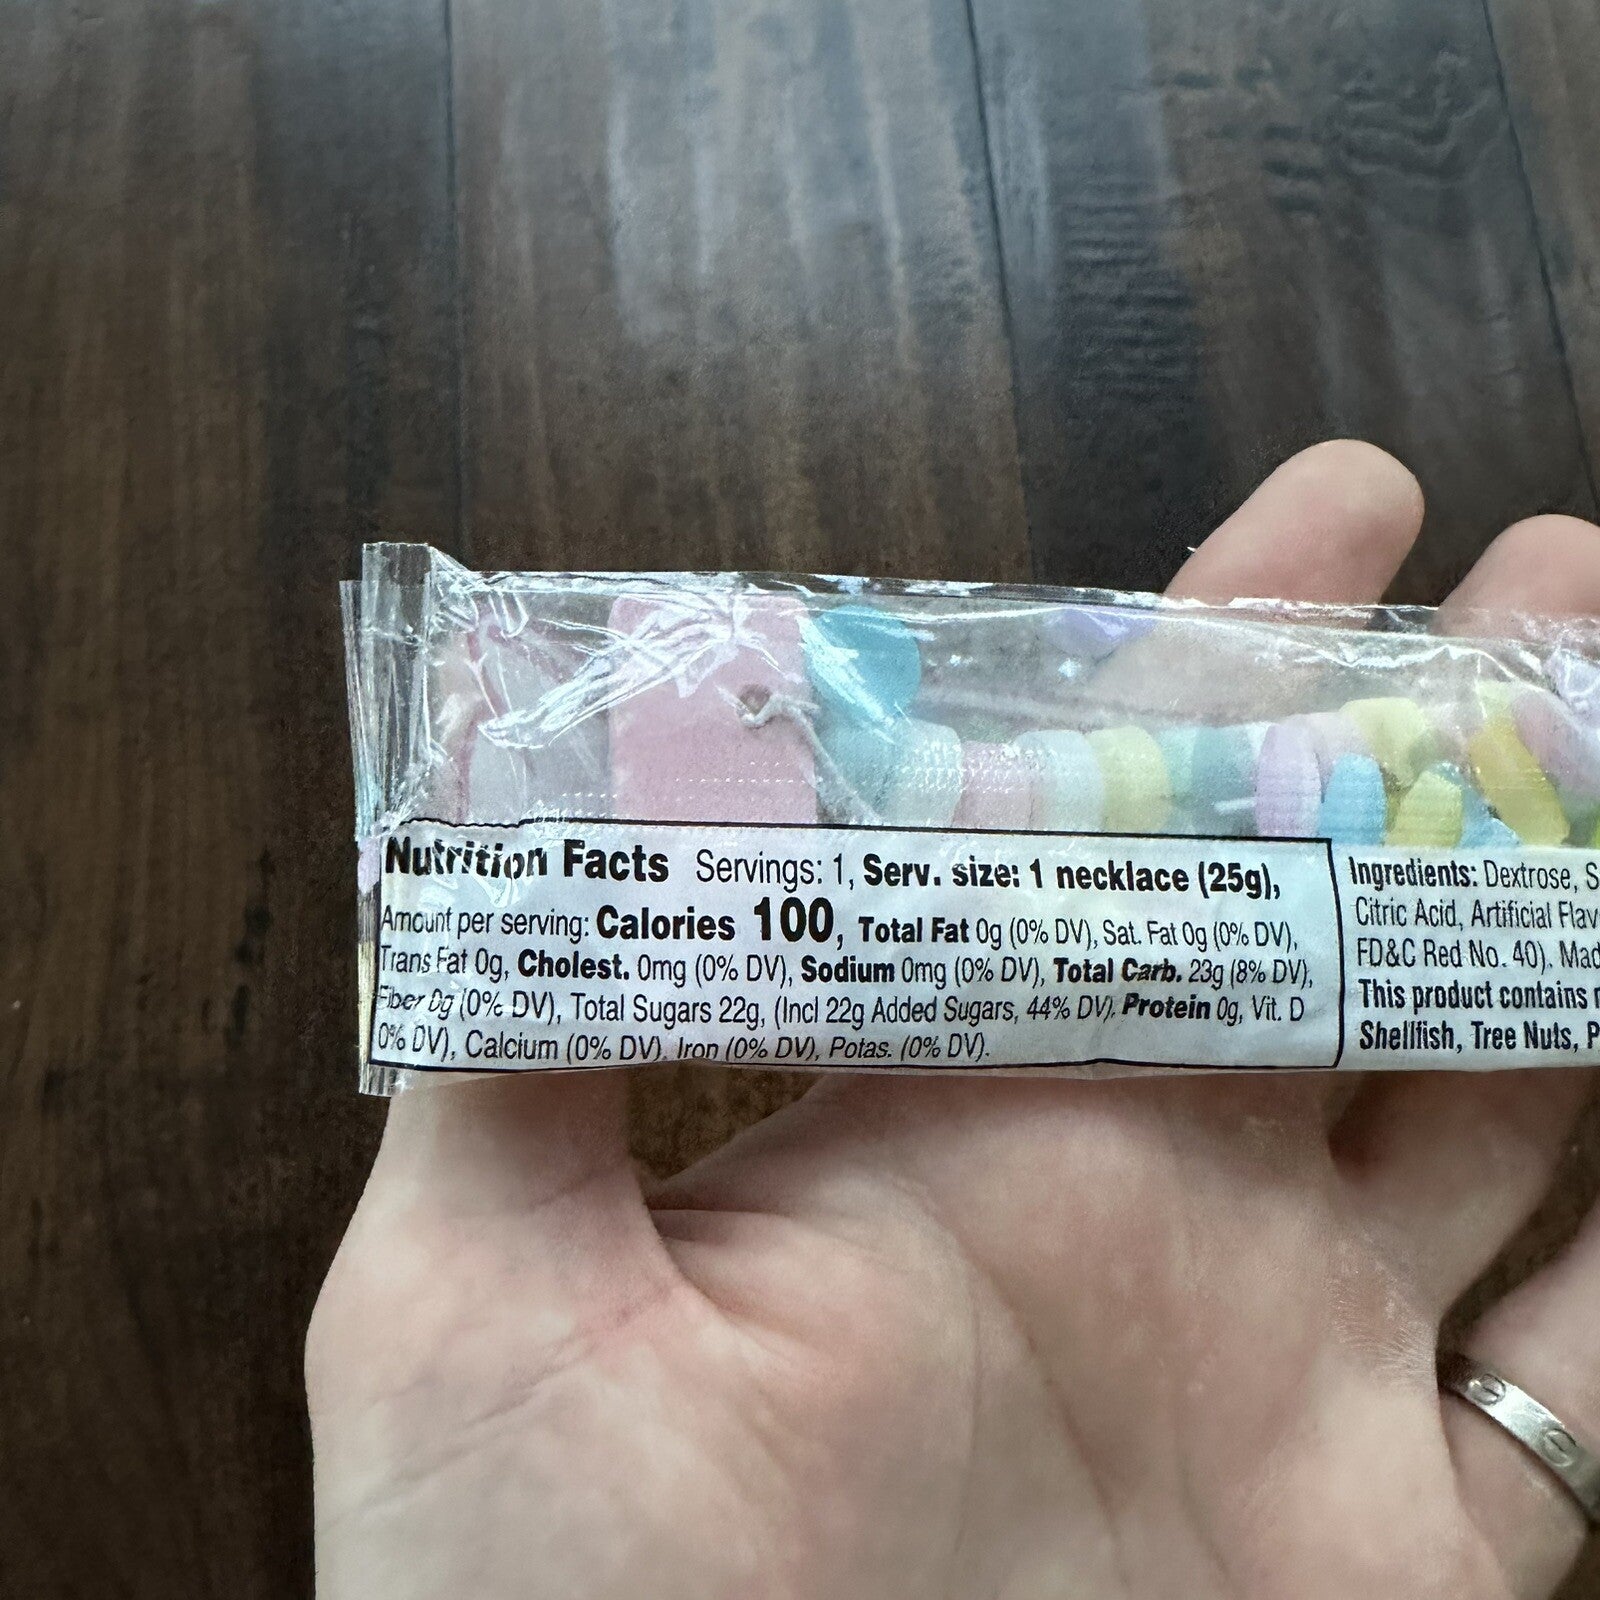 Nutrition Facts Servings: 1, Serv. size: 1 necklace (25g),
Amount per serving: Calories 100, Total Fat 0g (0% DV), Sat. Fat 0g (0% DV),
Trans Fat 0g, Cholest. 0mg (0% DV), Sodium 0mg (0% DV), Total Carb. 23g (8% DV),
Fiber 0g (0% DV), Total Sugars 22g, (Incl 22g Added Sugars, 44% DV), Protein 0g, Vit. D
0% DV), Calcium (0% DV), Iron (0% DV), Potas. (0% DV).
Ingredients: Dextrose, S
Citric Acid, Artificial Flav
FD&C Red No. 40). Mad
This product contains
Shellfish, Tree Nuts, P